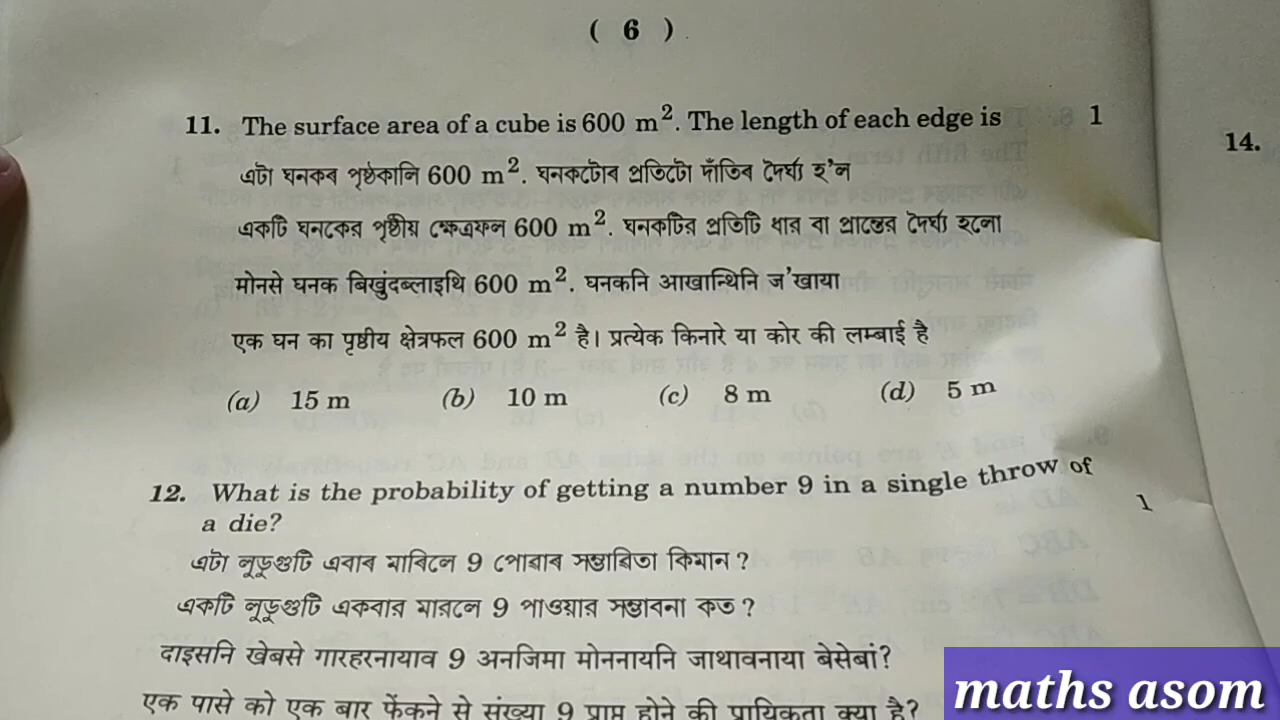 ( 6 )
11. The surface area of a cube is 600 m². The length of each edge is 1
14.
এটা ঘনকৰ পৃষ্ঠকালি 600 m². ঘনকটোৰ প্ৰতিটো দাঁতিৰ দৈৰ্ঘ্য হ'ল
একটি ঘনকের পৃষ্ঠীয় ক্ষেত্রফল 600 m². ঘনকটির প্রতিটি ধার বা প্রান্তের দৈর্ঘ্য হলো
मोनसे घनक बिखुंदब्लाइथि 600 m². घनकनि आखान्थिनि ज'खाया
एक घन का पृष्ठीय क्षेत्रफल 600 m² है। प्रत्येक किनारे या कोर की लम्बाई है
(a) 15 m (b) 10 m (c) 8 m (d) 5 m
12. What is the probability of getting a number 9 in a single throw of
a die? 1
এটা লুডুগুটি এবাৰ মাৰিলে 9 পোৱাৰ সম্ভাৱিতা কিমান ?
একটি লুডুগুটি একবার মারলে 9 পাওয়ার সম্ভাবনা কত ?
दाइसनि खेबसे गारहरनायाव 9 अनजिमा मोननायनि जाथावनाया बेसेबां?
एक पासे को एक बार फेंकने से संख्या 9 प्राप्त होने की प्रायिकता क्या है?
maths asom